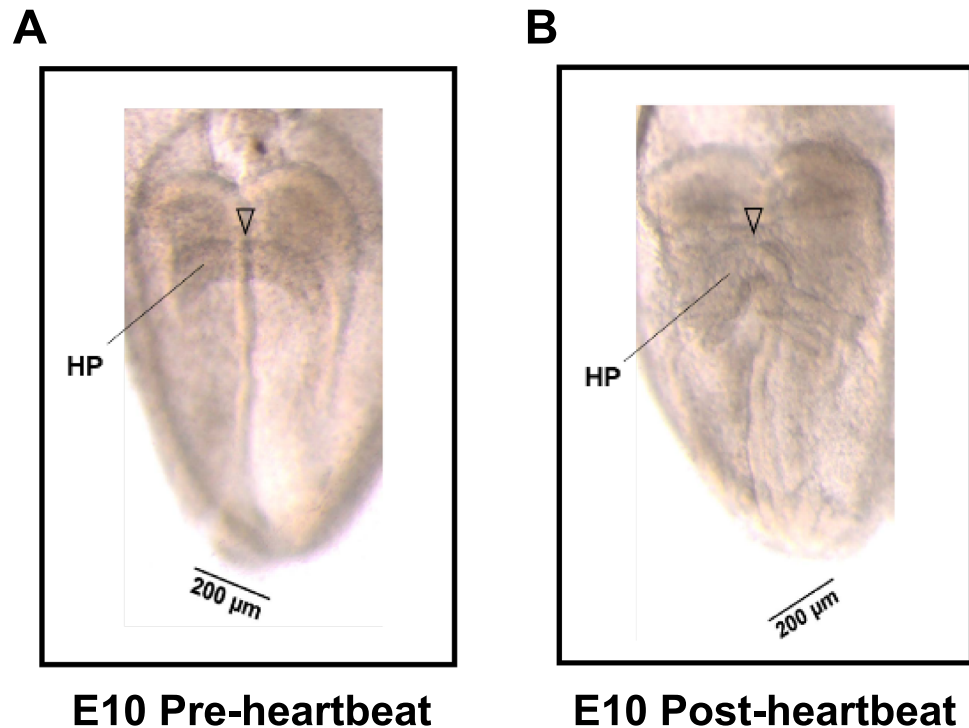 A
B
HP
HP
200 µm
200 µm
E10 Pre-heartbeat
E10 Post-heartbeat